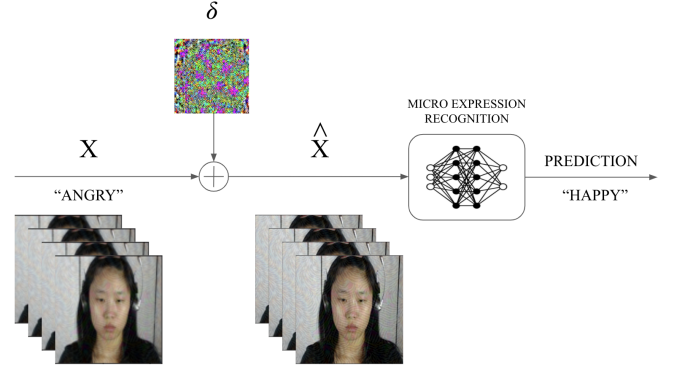 δ
MICRO EXPRESSION
RECOGNITION
X
X̂
PREDICTION
“ANGRY”
“HAPPY”